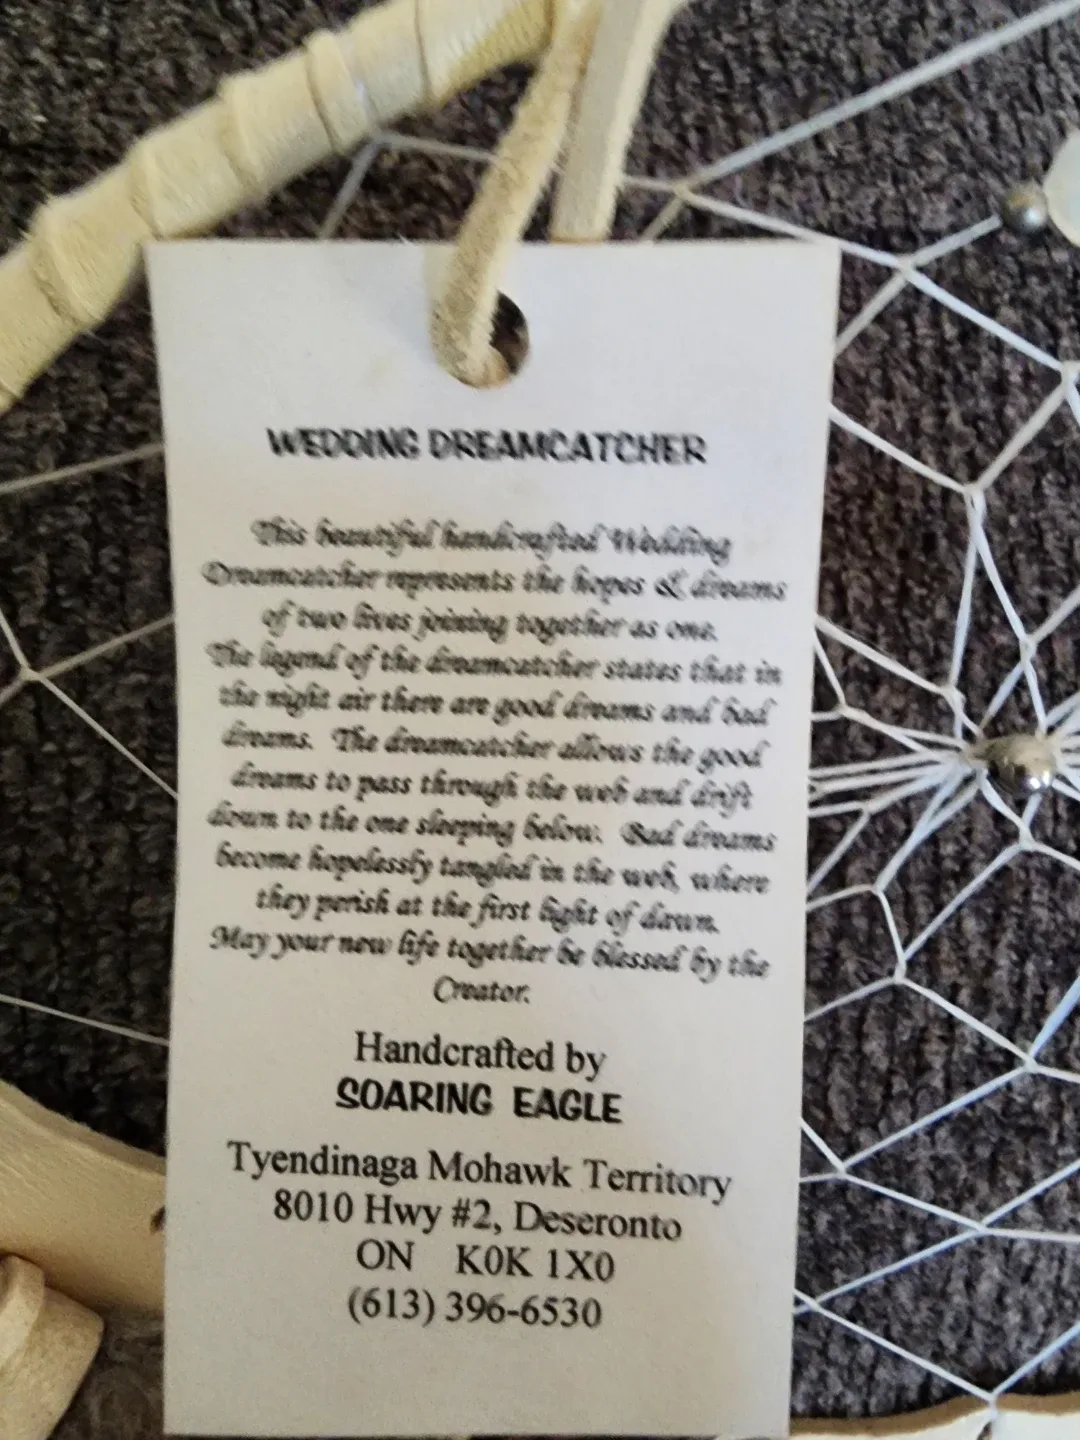 WEDDING DREAMCATCHER
This beautiful handcrafted Wedding
Dreamcatcher represents the hopes & dreams
of two lives joining together as one.
The legend of the dreamcatcher states that in
the night air there are good dreams and bad
dreams. The dreamcatcher allows the good
dreams to pass through the web and drift
down to the one sleeping below. Bad dreams
become hopelessly tangled in the web, where
they perish at the first light of dawn.
May your new life together be blessed by the
Creator.
Handcrafted by
SOARING EAGLE
Tyendinaga Mohawk Territory
8010 Hwy #2, Deseronto
ON K0K 1X0
(613) 396-6530